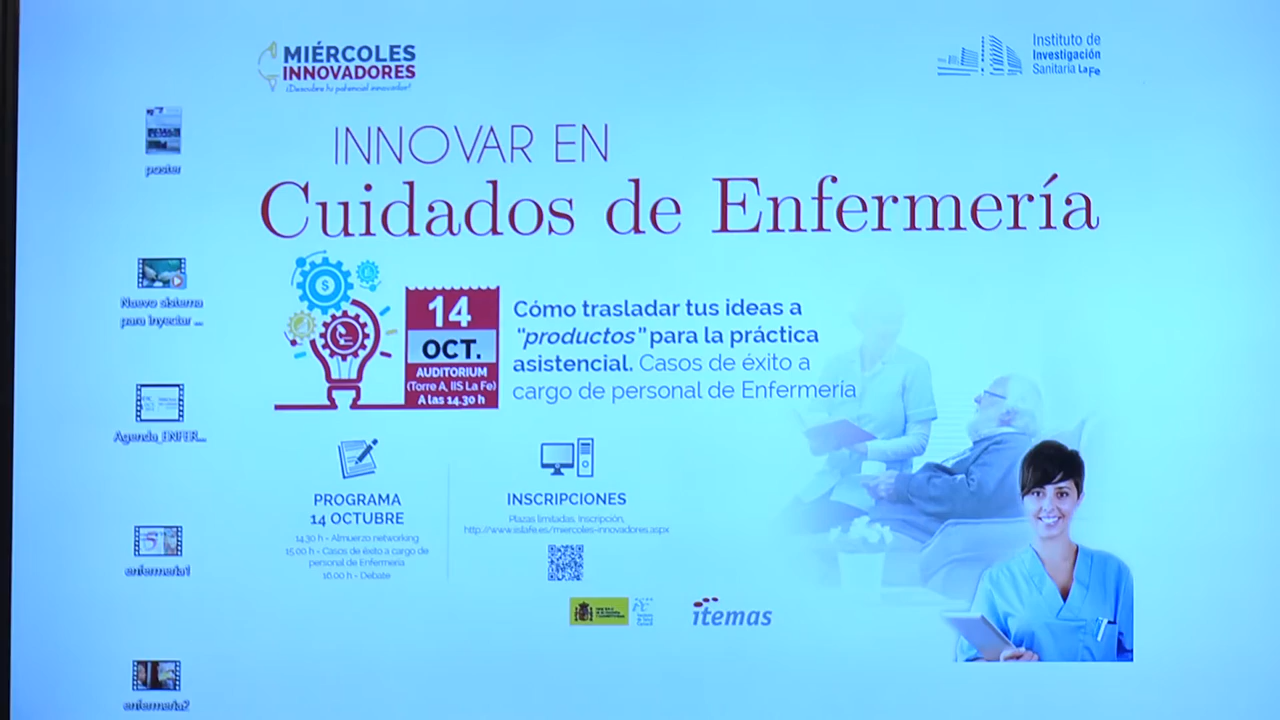 MIÉRCOLES
INNOVADORES
¡Descubre tu potencial innovador!
Instituto de
Investigación
Sanitaria La Fe
INNOVAR EN
Cuidados de Enfermería
14
OCT.
AUDITORIUM
(Torre A, IIS La Fe)
A las 14.30 h
Cómo trasladar tus ideas a
"productos" para la práctica
asistencial. Casos de éxito a
cargo de personal de Enfermería
PROGRAMA
14 OCTUBRE
14.30 h - Almuerzo networking
15.00 h - Casos de éxito a cargo de
personal de Enfermería
16.00 h - Debate
INSCRIPCIONES
Plazas limitadas. Inscripción,
http://www.iislafe.es/miercoles-innovadores.aspx
itemas
poster
Nuevo sistema
para inyectar ...
Agenda_ENFER...
enfermeria1
enfermeria2